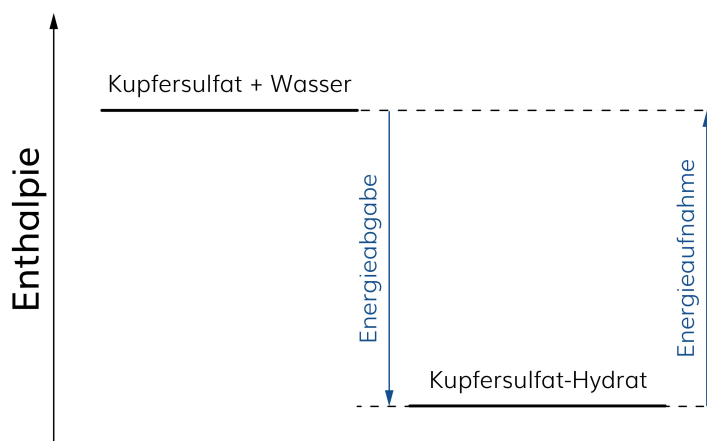 Kupfersulfat + Wasser
Enthalpie
Energieabgabe
Energieaufnahme
Kupfersulfat-Hydrat